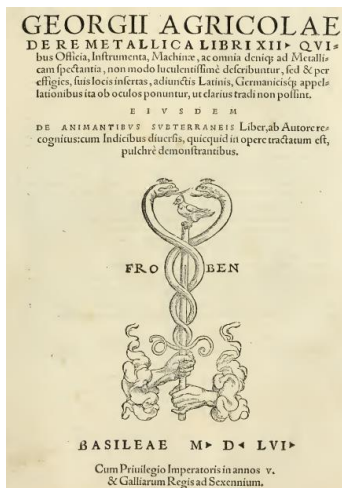 GEORGII AGRICOLAE
DE RE METALLICA LIBRI XII▸ QVI-
bus Officia, Instrumenta, Machinæ, ac omnia deniq; ad Metalli-
cam spectantia, non modo luculentissimè describuntur, sed & per
effigies, suis locis insertas, adiunctis Latinis, Germanicisq; appel-
lationibus ita ob oculos ponuntur, ut clarius tradi non possint.
EIVSDEM
DE ANIMANTIBVS SVBTERRANEIS Liber, ab Autore re-
cognitus: cum Indicibus diuersis, quicquid in opere tractatum est,
pulchrè demonstrantibus.
FRO BEN
BASILEAE M▸ D◂ LVI▸
Cum Priuilegio Imperatoris in annos v.
& Galliarum Regis ad Sexennium.